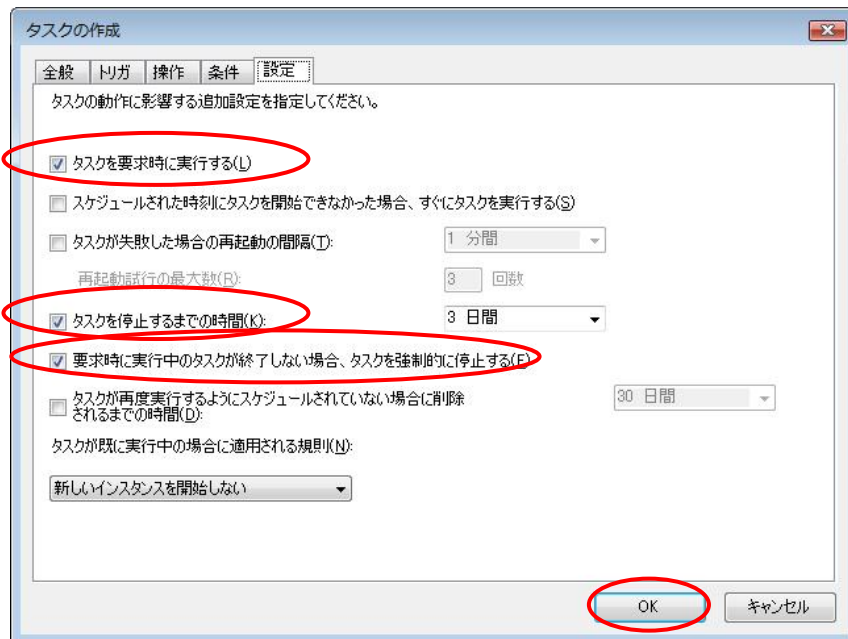 タスクの作成
全般 トリガ 操作 条件 設定
タスクの動作に影響する追加設定を指定してください。
タスクを要求時に実行する(L)
スケジュールされた時刻にタスクを開始できなかった場合、すぐにタスクを実行する(S)
タスクが失敗した場合の再起動の間隔(T): 1 分間
再起動試行の最大数(R): 3 回数
タスクを停止するまでの時間(K): 3 日間
要求時に実行中のタスクが終了しない場合、タスクを強制的に停止する(F)
タスクが再度実行するようにスケジュールされていない場合に削除 30 日間
されるまでの時間(D):
タスクが既に実行中の場合に適用される規則(N):
新しいインスタンスを開始しない
OK キャンセル